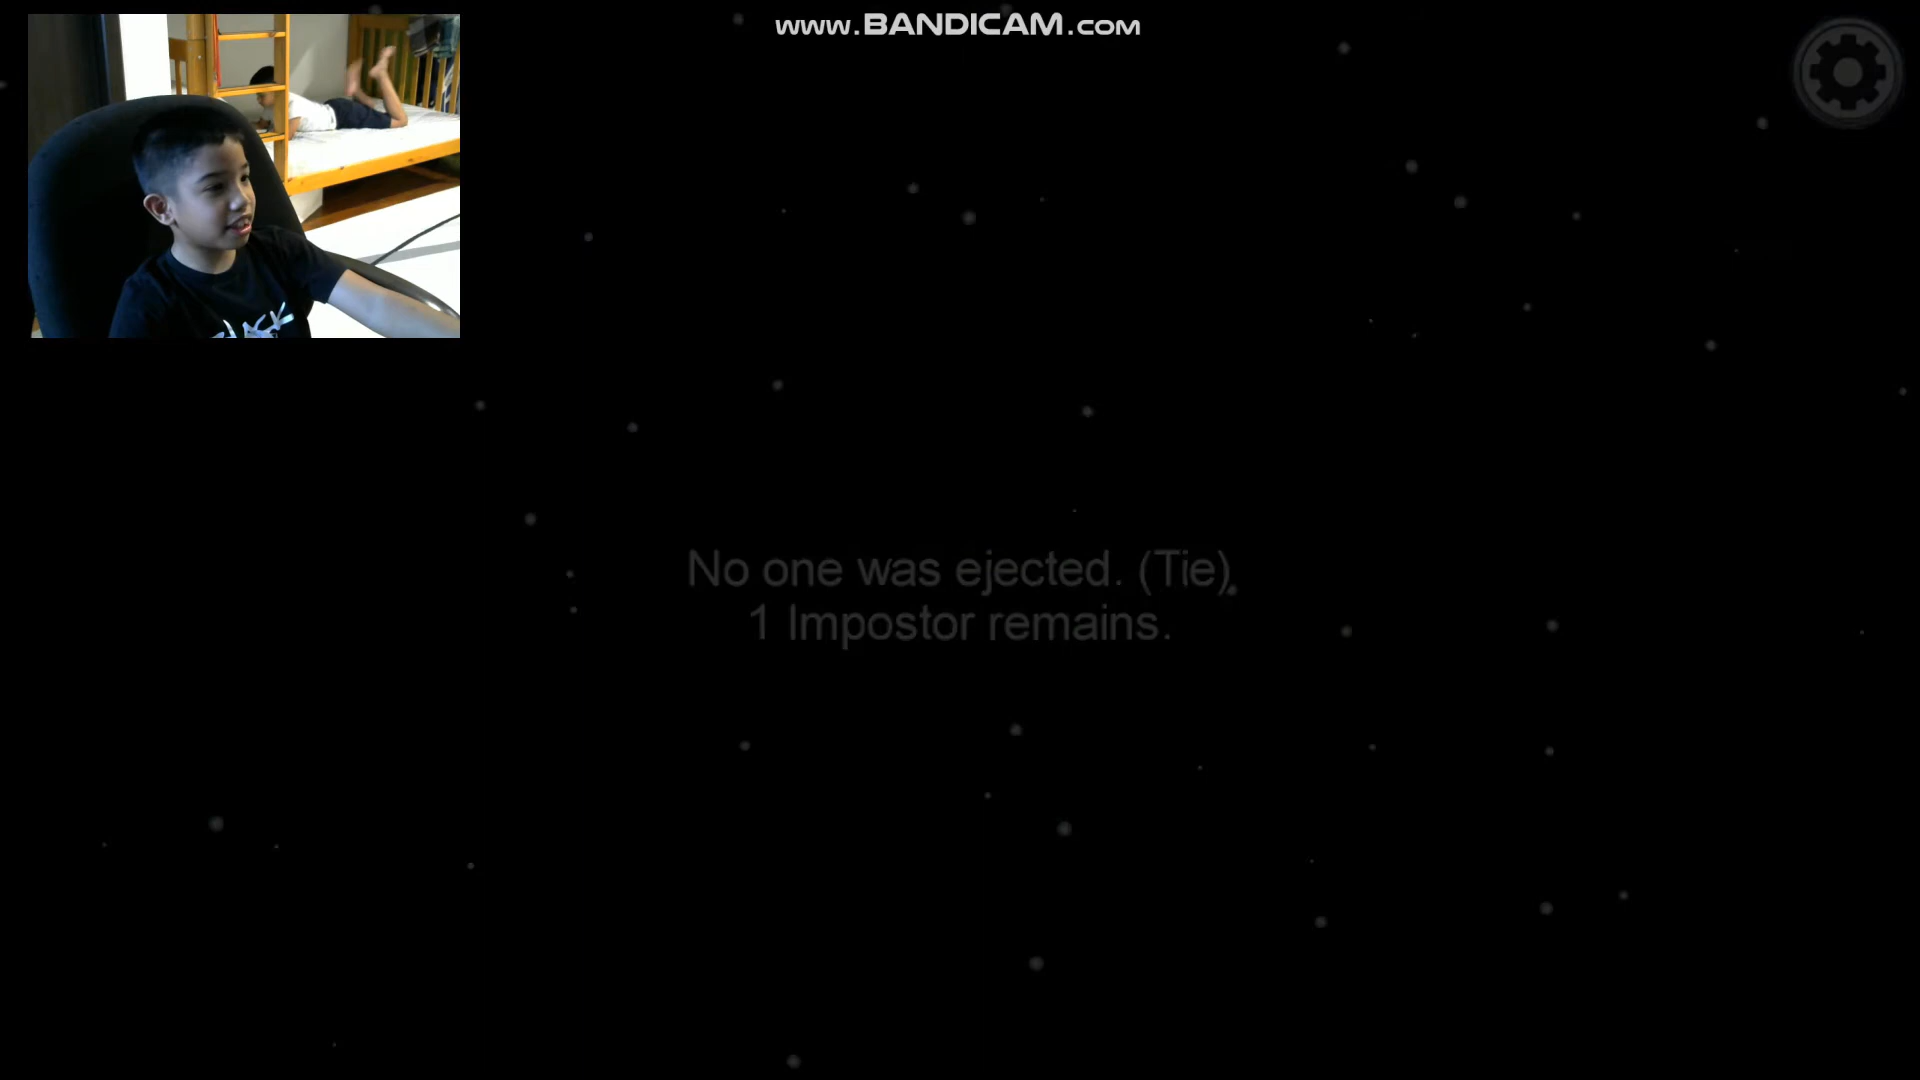 www.BANDICAM.com
No one was ejected. (Tie)
1 Impostor remains.